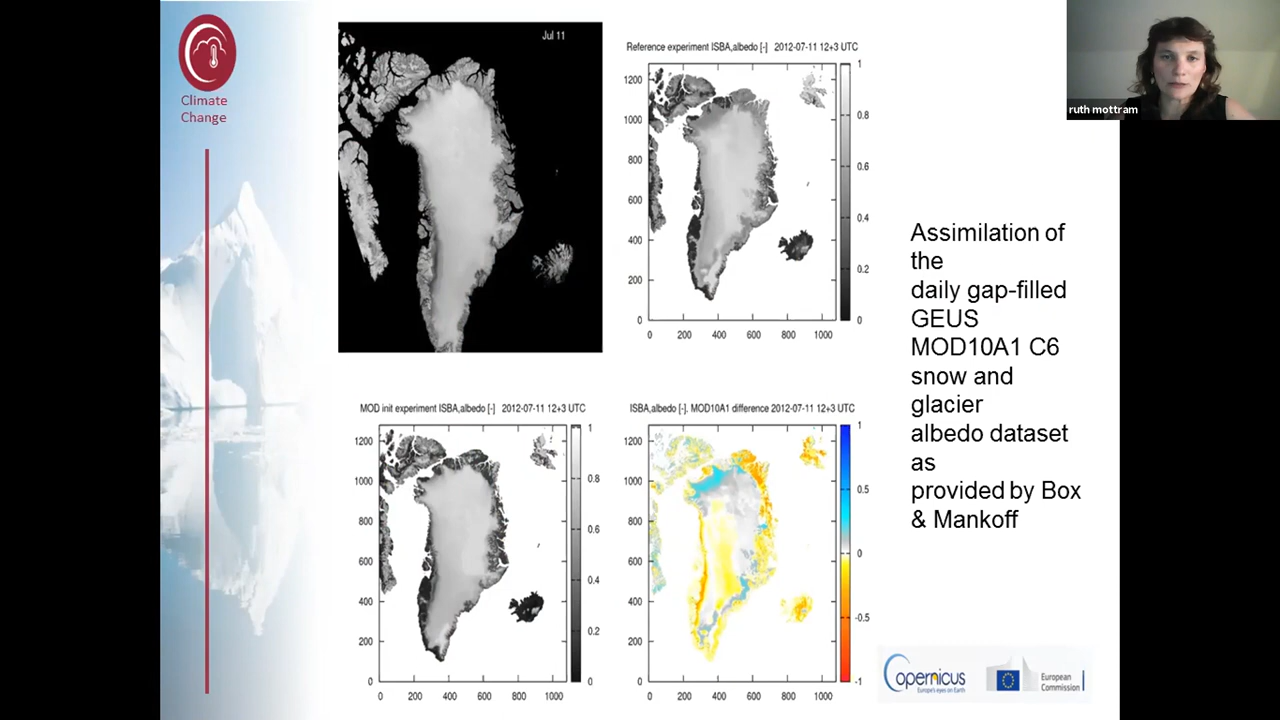 Climate
Change
Jul 11
Reference experiment ISBA,albedo [-] 2012-07-11 12+3 UTC
1200
1000
800
600
400
200
0
0 200 400 600 800 1000
1
0.8
0.6
0.4
0.2
0
ruth mottram
MOD init experiment ISBA,albedo [-] 2012-07-11 12+3 UTC
1200
1000
800
600
400
200
0
0 200 400 600 800 1000
1
0.8
0.6
0.4
0.2
0
ISBA,albedo [-], MOD10A1 difference 2012-07-11 12+3 UTC
1200
1000
800
600
400
200
0
0 200 400 600 800 1000
1
0.5
0
-0.5
-1
Assimilation of
the
daily gap-filled
GEUS
MOD10A1 C6
snow and
glacier
albedo dataset
as
provided by Box
& Mankoff
Copernicus
Europe's eyes on Earth
European
Commission